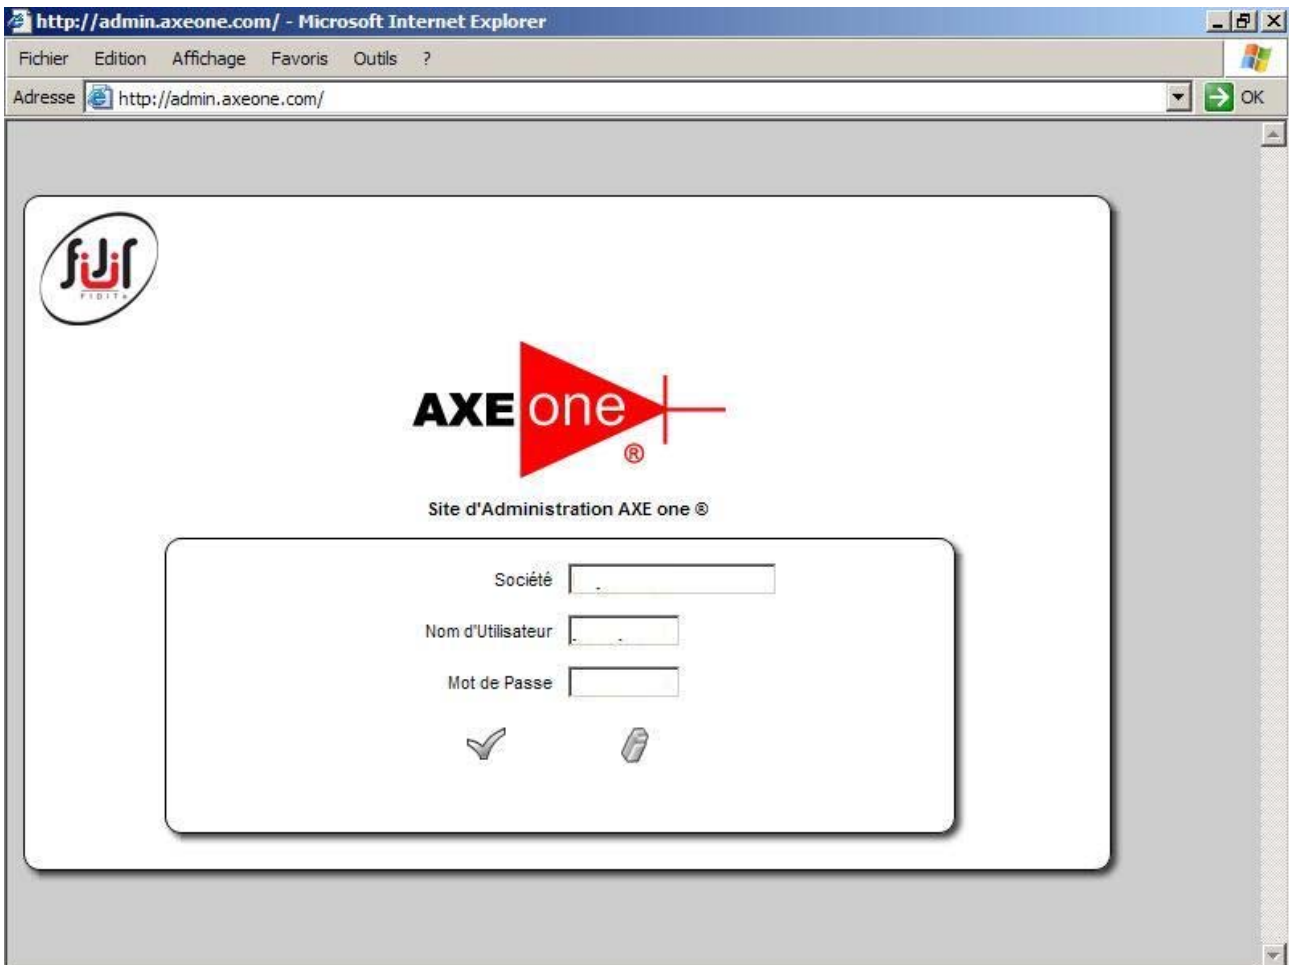 http://admin.axeone.com/ - Microsoft Internet Explorer
Fichier Edition Affichage Favoris Outils ?
Adresse http://admin.axeone.com/ OK
FIDITe
AXE one
®
Site d'Administration AXE one ®
Société
Nom d'Utilisateur
Mot de Passe